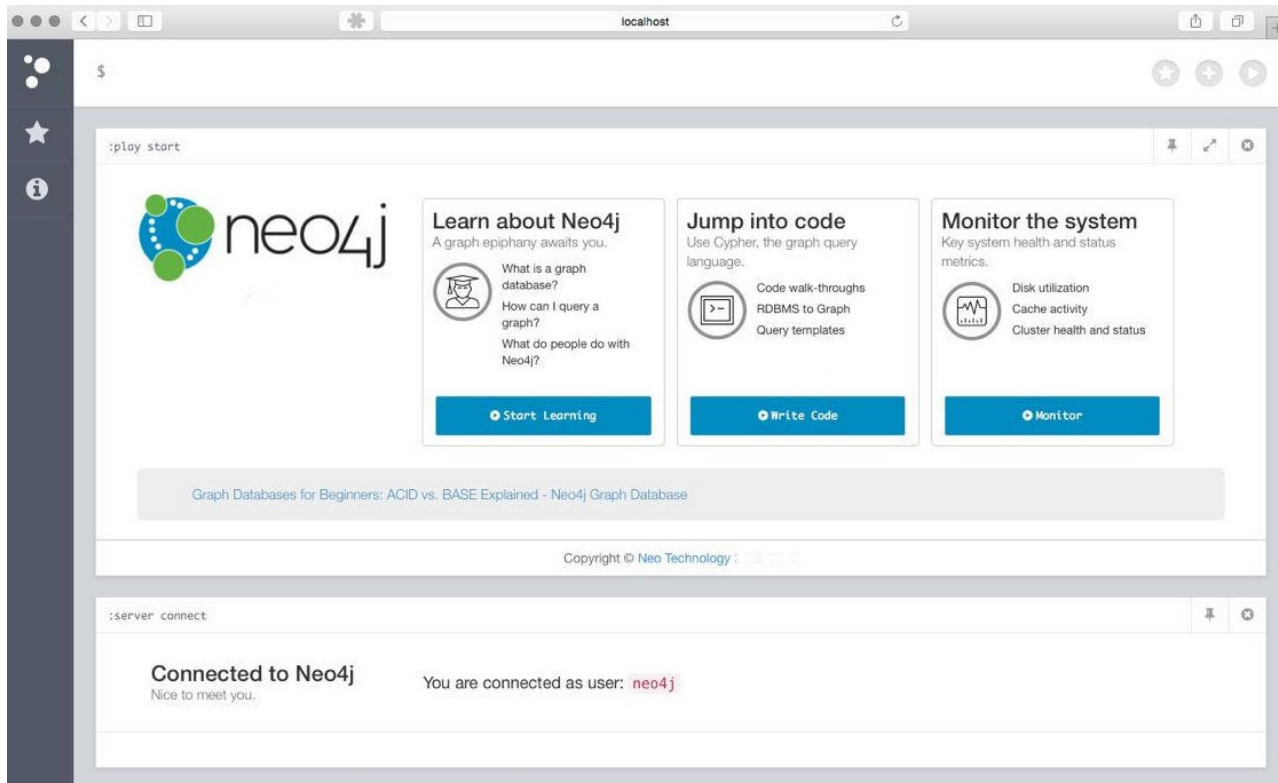 localhost
$
:play start
neo4j
Learn about Neo4j
A graph epiphany awaits you.
What is a graph
database?
How can I query a
graph?
What do people do with
Neo4j?
Start Learning
Jump into code
Use Cypher, the graph query
language.
Code walk-throughs
RDBMS to Graph
Query templates
Write Code
Monitor the system
Key system health and status
metrics.
Disk utilization
Cache activity
Cluster health and status
Monitor
Graph Databases for Beginners: ACID vs. BASE Explained - Neo4j Graph Database
Copyright © Neo Technology
:server connect
Connected to Neo4j
Nice to meet you.
You are connected as user: neo4j